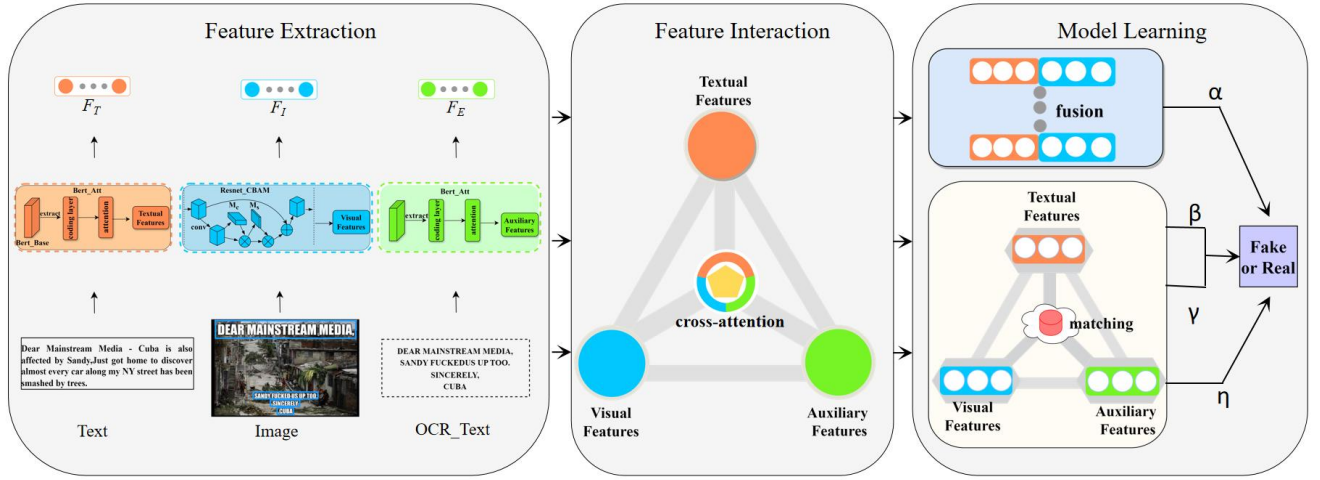 Feature Extraction
F_T
F_I
F_E
Bert_Att
Bert_Base
extract
coding layer
attention
Textual
Features
Resnet_CBAM
conv
M_c
M_s
Visual
Features
Bert_Att
extract
coding layer
attention
Auxiliary
Features
Dear Mainstream Media - Cuba is also
affected by Sandy,Just got home to discover
almost every car along my NY street has been
smashed by trees.
Text
DEAR MAINSTREAM MEDIA,
SANDY FUCKED US UP TOO.
SINCERELY,
CUBA
Image
DEAR MAINSTREAM MEDIA,
SANDY FUCKEDUS UP TOO.
SINCERELY,
CUBA
OCR_Text
Feature Interaction
Textual
Features
cross-attention
Visual
Features
Auxiliary
Features
Model Learning
fusion
Textual
Features
matching
Visual
Features
Auxiliary
Features
α
β
γ
η
Fake
or Real